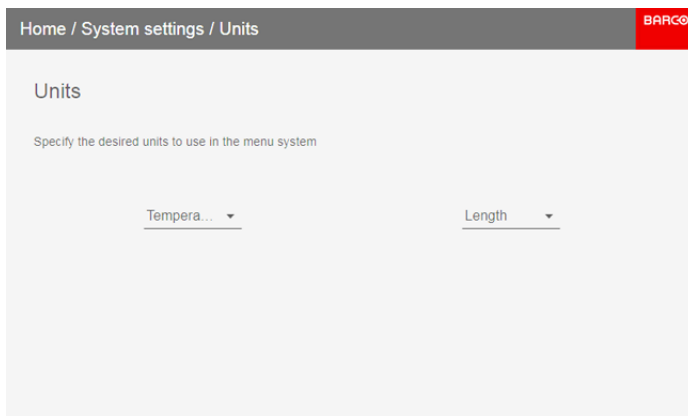 Home / System settings / Units
BARCO
Units
Specify the desired units to use in the menu system
Tempera... Length